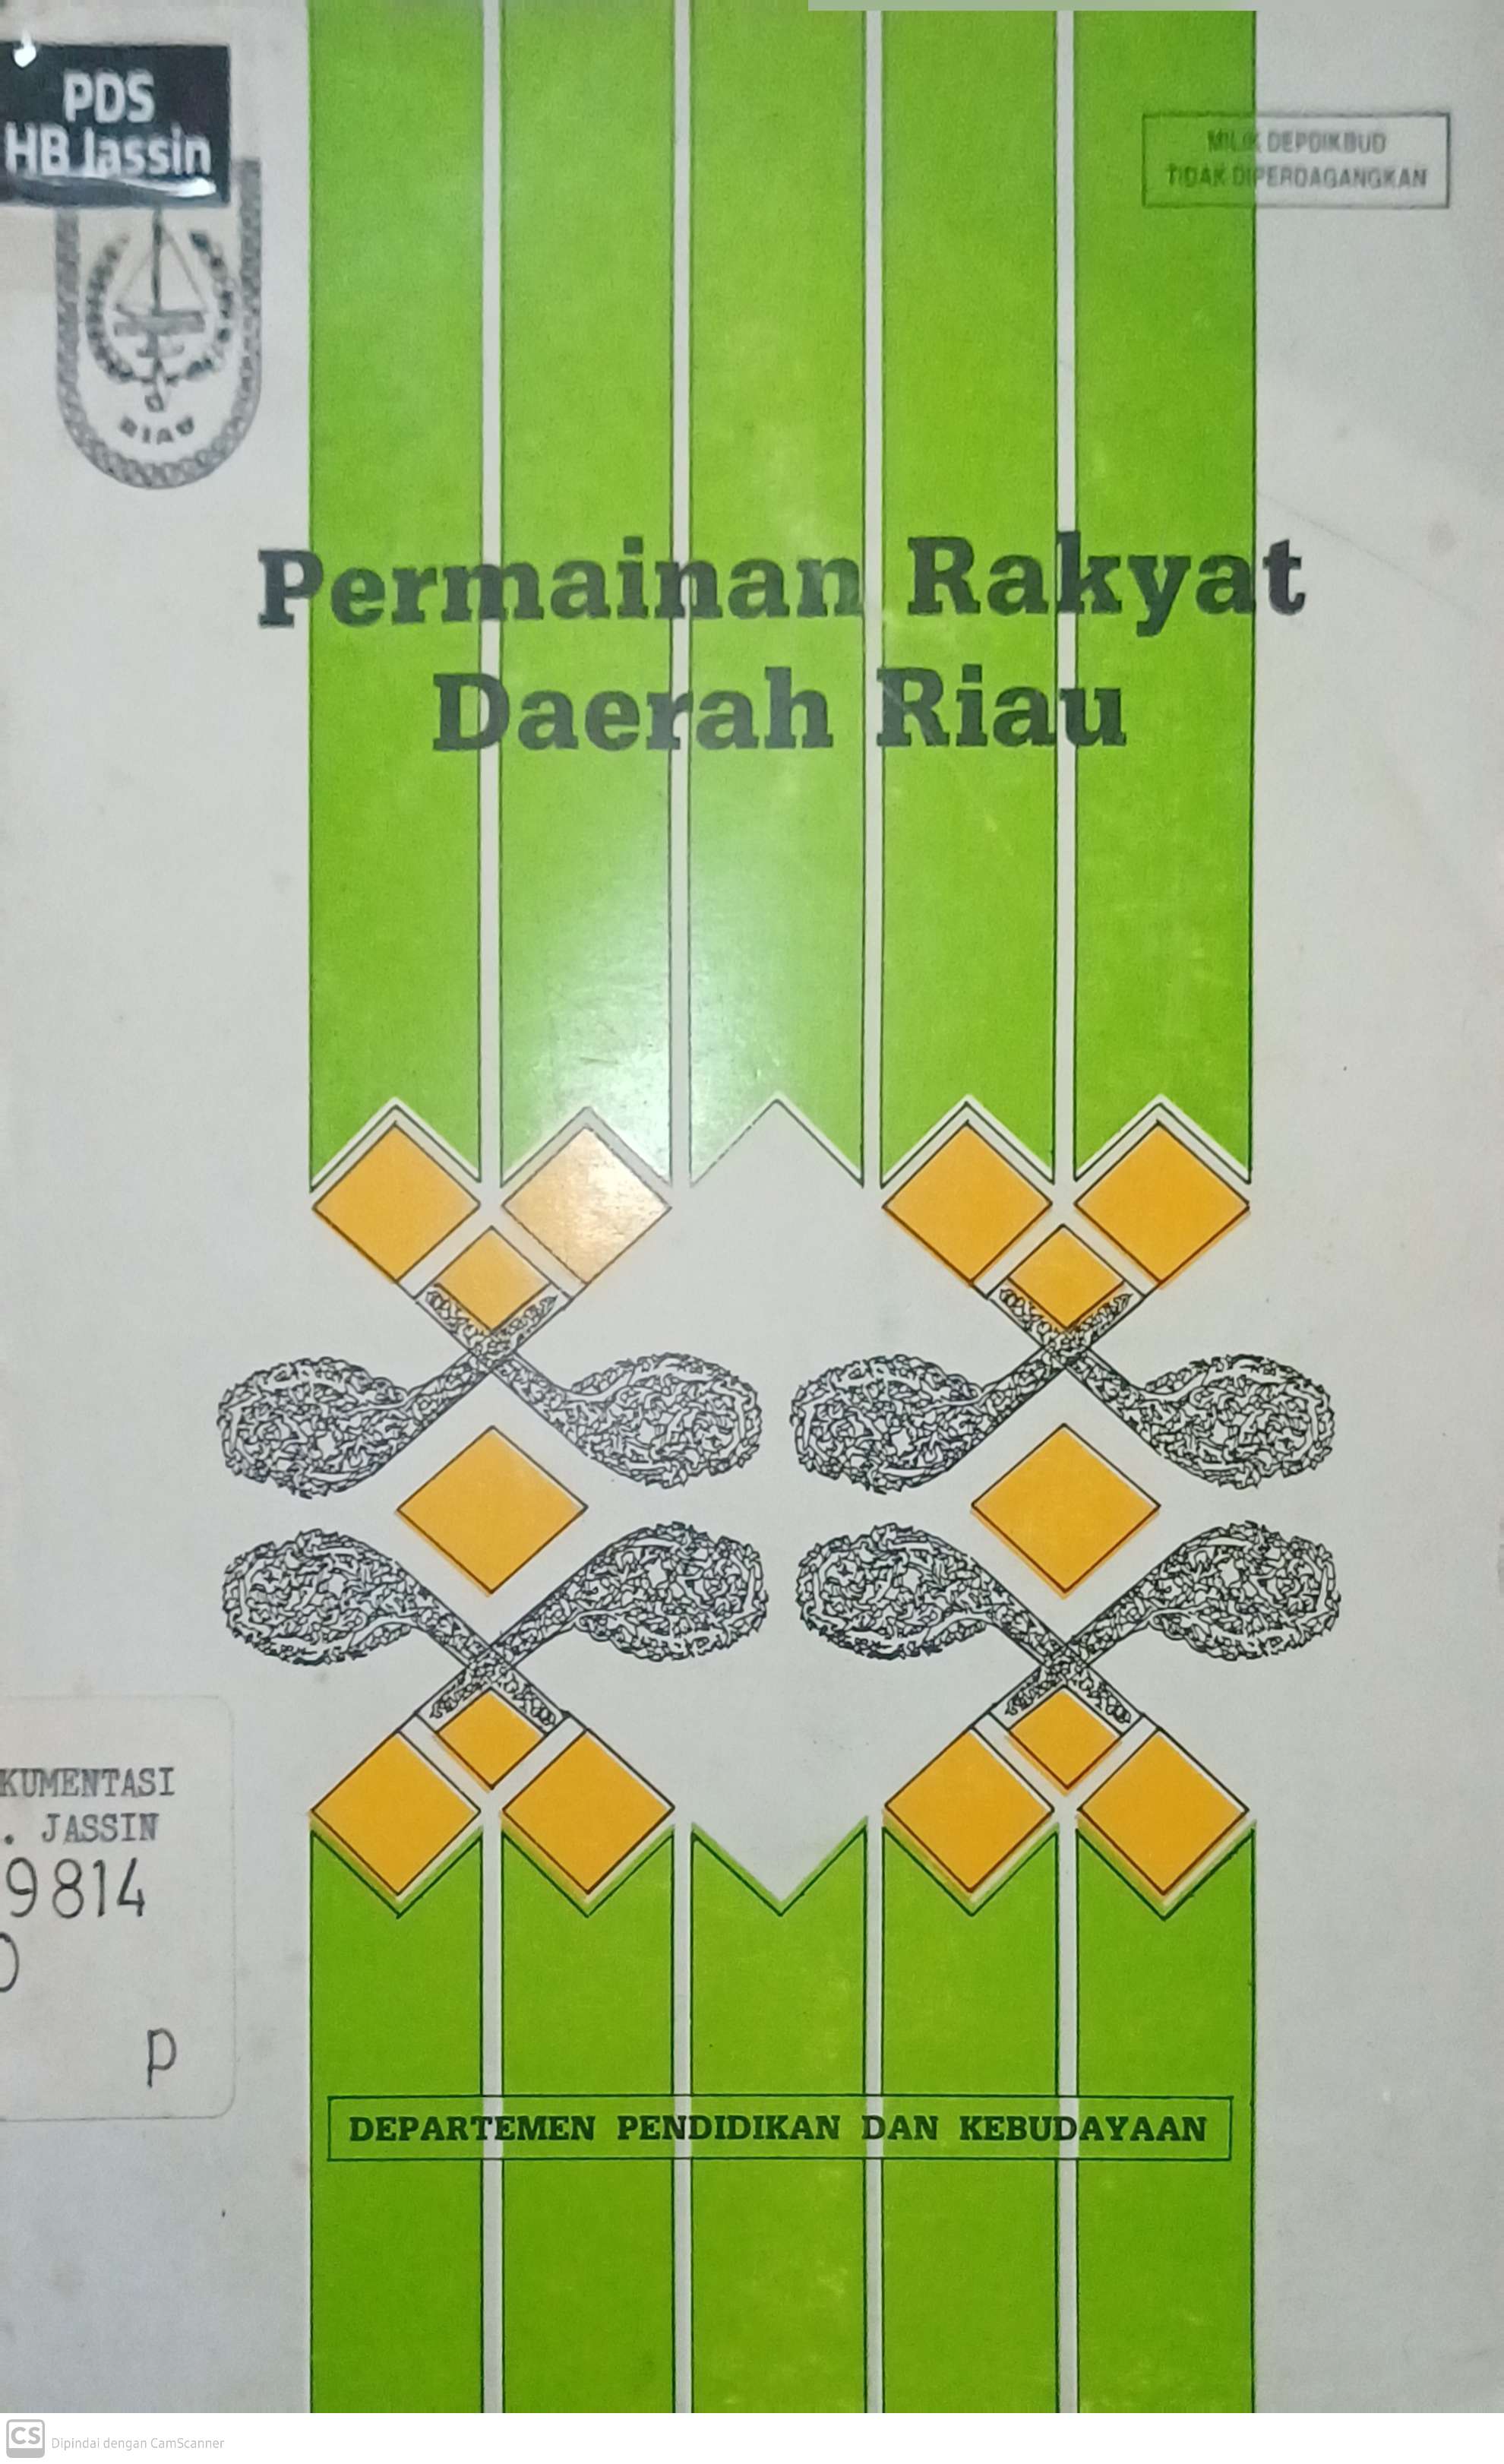 PDS
HB Jassin
MILIK DEPDIKBUD
TIDAK DIPERDAGANGKAN
RIAU
Permainan Rakyat
Daerah Riau
KUMENTASI
. JASSIN
9814
p
DEPARTEMEN PENDIDIKAN DAN KEBUDAYAAN
CS Dipindai dengan CamScanner